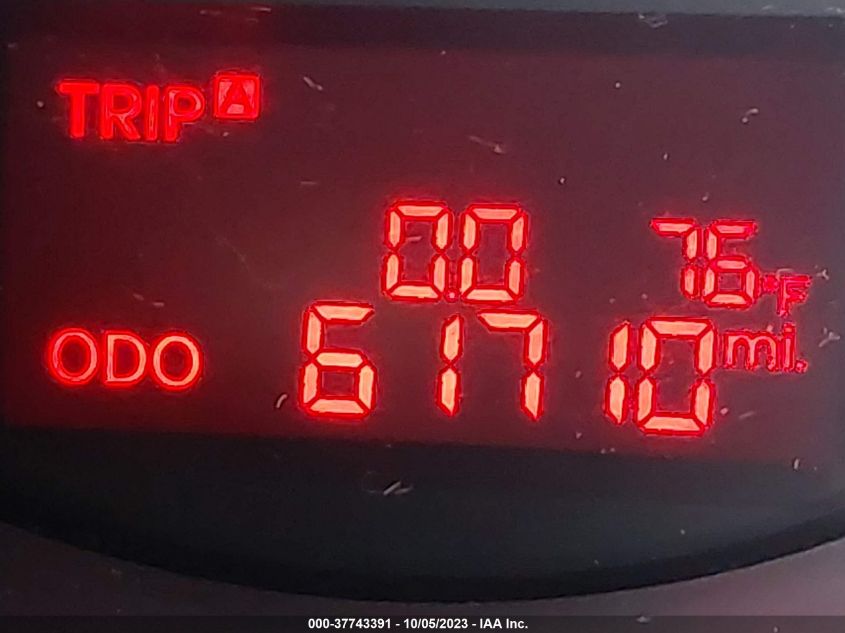 TRIP A
0.0 76°F
ODO 61710 mi.
000-37743391 - 10/05/2023 - IAA Inc.